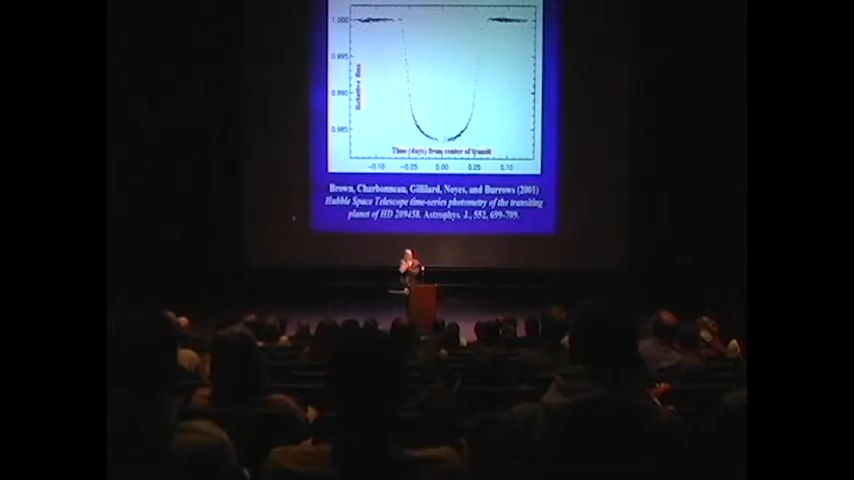 1.000
0.995
0.990
0.985
Relative flux
Time (days) from center of transit
-0.10 -0.05 0.00 0.05 0.10
Brown, Charbonneau, Gilliland, Noyes, and Burrows (2001)
Hubble Space Telescope time-series photometry of the transiting
planet of HD 209458. Astrophys. J., 552, 699-709.